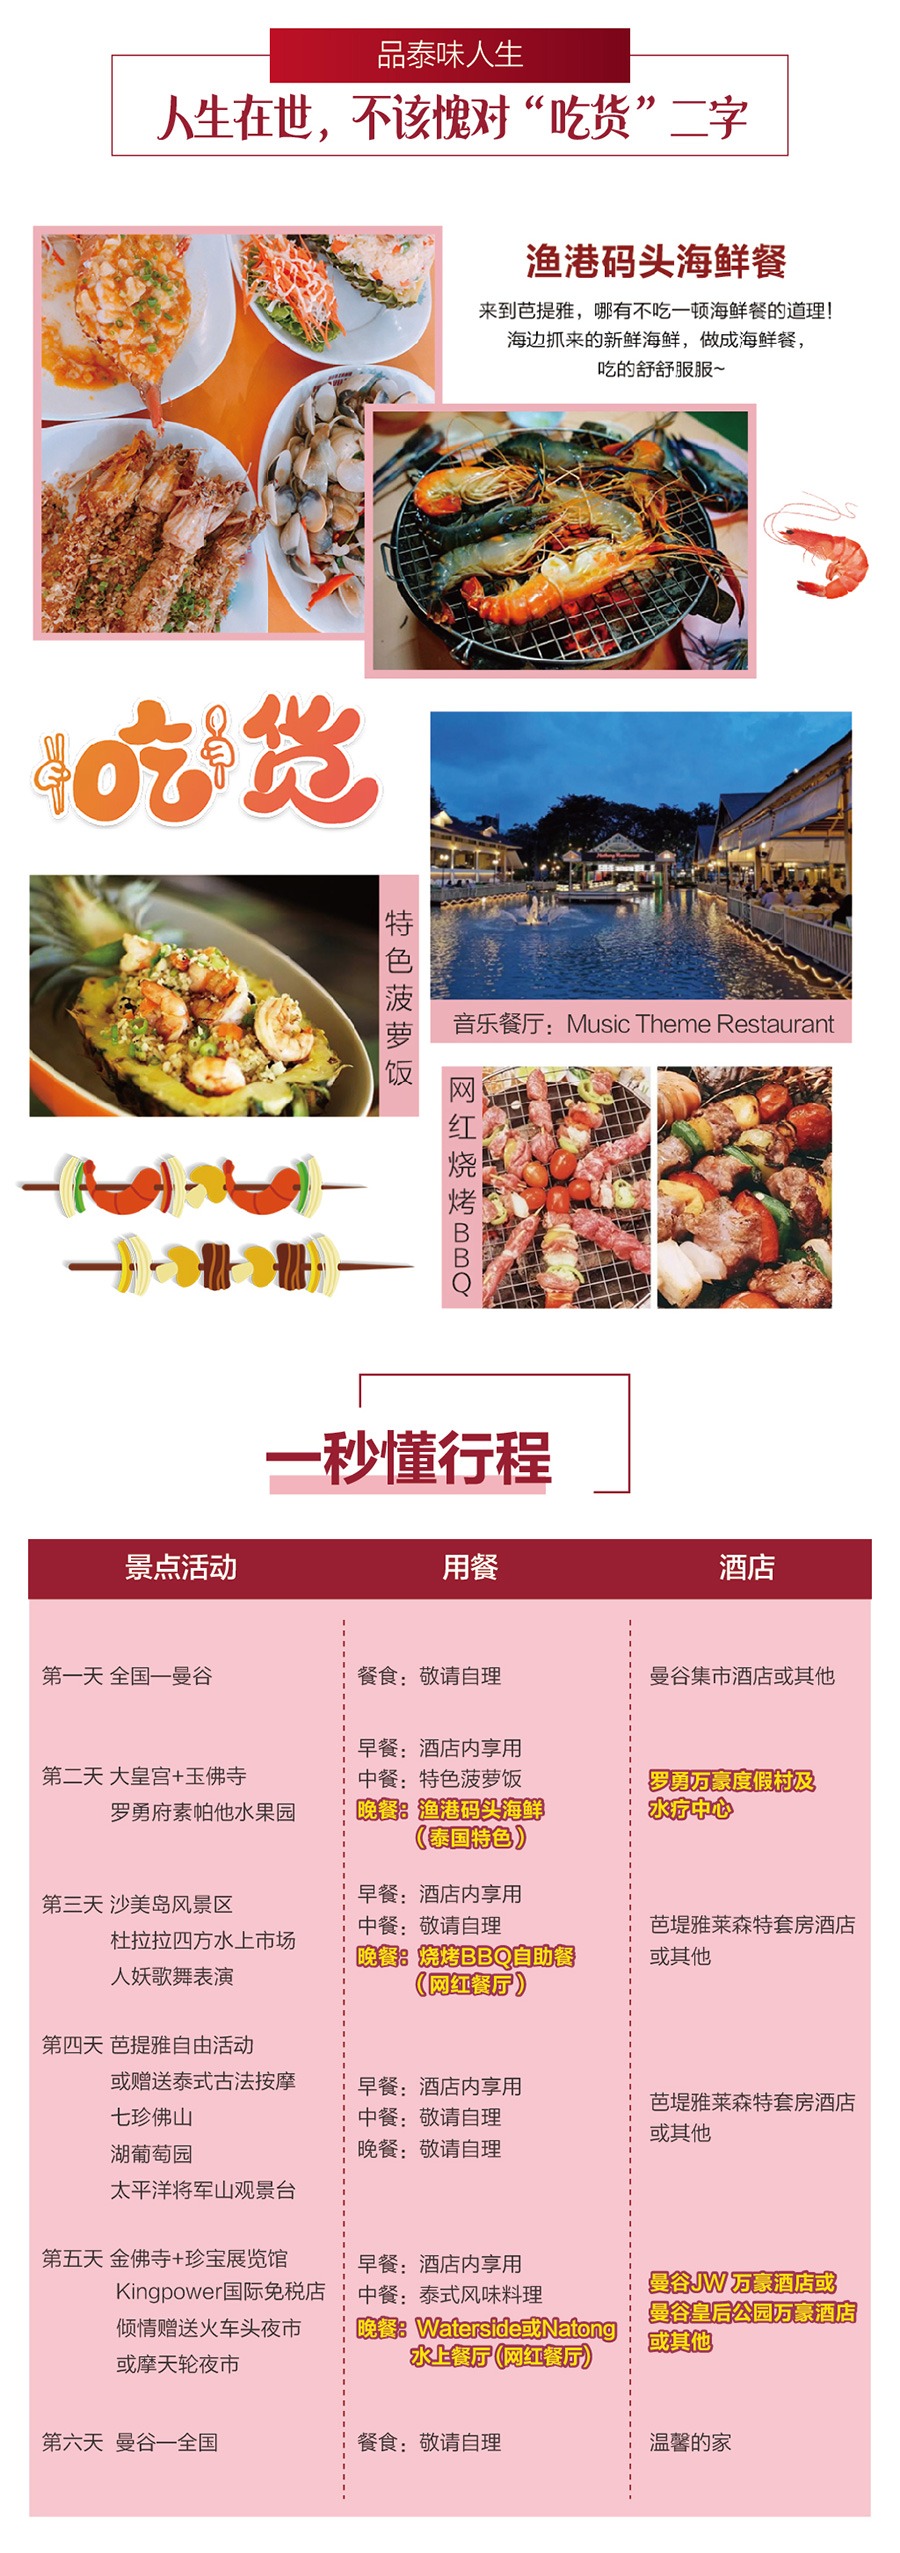 品泰味人生
人生在世，不该愧对“吃货”二字
渔港码头海鲜餐
来到芭提雅，哪有不吃一顿海鲜餐的道理！
海边抓来的新鲜海鲜，做成海鲜餐，
吃的舒舒服服~
吃货
特色菠萝饭
音乐餐厅：Music Theme Restaurant
网红烧烤BBQ
一秒懂行程
景点活动 用餐 酒店
第一天 全国—曼谷
餐食：敬请自理
曼谷集市酒店或其他
第二天 大皇宫+玉佛寺
罗勇府素帕他水果园
早餐：酒店内享用
中餐：特色菠萝饭
晚餐：渔港码头海鲜
（泰国特色）
罗勇万豪度假村及
水疗中心
第三天 沙美岛风景区
杜拉拉四方水上市场
人妖歌舞表演
早餐：酒店内享用
中餐：敬请自理
晚餐：烧烤BBQ自助餐
（网红餐厅）
芭堤雅莱森特套房酒店
或其他
第四天 芭提雅自由活动
或赠送泰式古法按摩
七珍佛山
湖葡萄园
太平洋将军山观景台
早餐：酒店内享用
中餐：敬请自理
晚餐：敬请自理
芭堤雅莱森特套房酒店
或其他
第五天 金佛寺+珍宝展览馆
Kingpower国际免税店
倾情赠送火车头夜市
或摩天轮夜市
早餐：酒店内享用
中餐：泰式风味料理
晚餐：Waterside或Natong
水上餐厅（网红餐厅）
曼谷JW 万豪酒店或
曼谷皇后公园万豪酒店
或其他
第六天 曼谷—全国
餐食：敬请自理
温馨的家